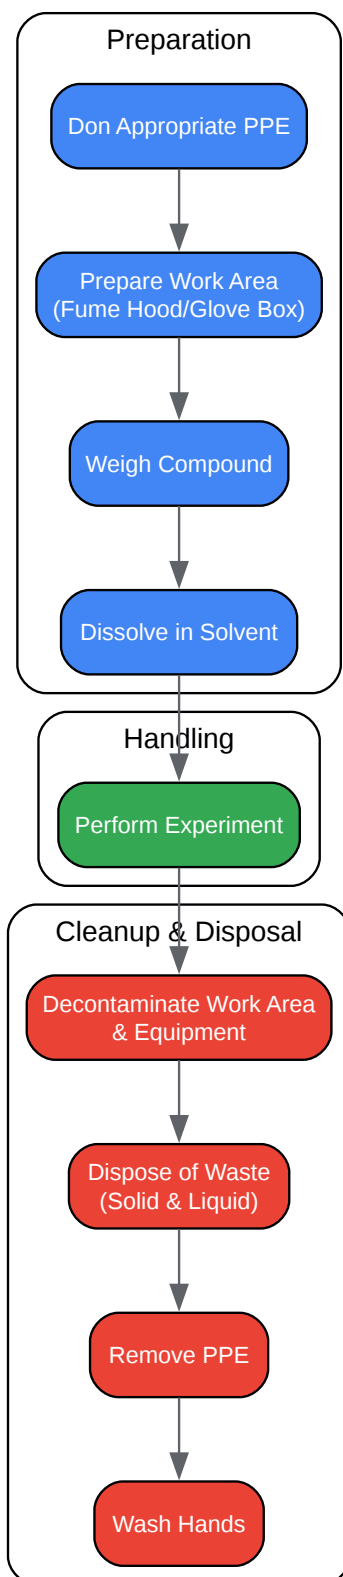 Preparation
Don Appropriate PPE
Prepare Work Area
(Fume Hood/Glove Box)
Weigh Compound
Dissolve in Solvent
Handling
Perform Experiment
Cleanup & Disposal
Decontaminate Work Area
& Equipment
Dispose of Waste
(Solid & Liquid)
Remove PPE
Wash Hands